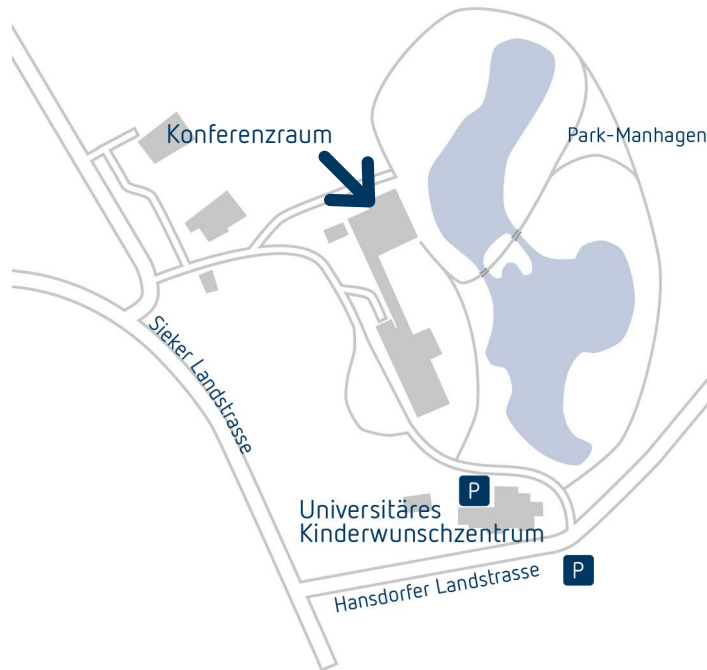 Konferenzraum
Park-Manhagen
Sieker Landstrasse
P
Universitäres
Kinderwunschzentrum
Hansdorfer Landstrasse
P